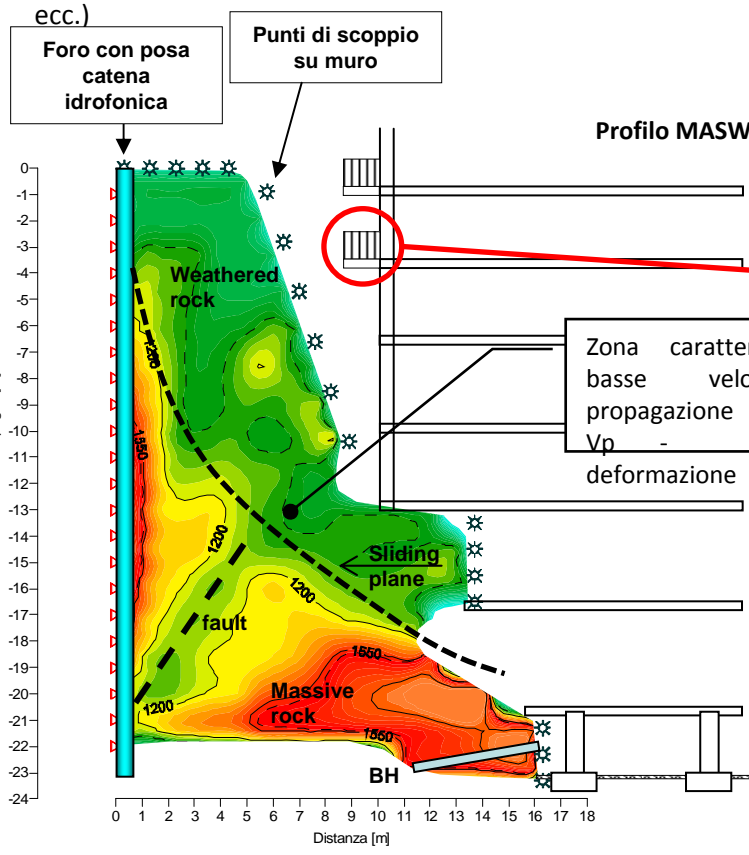 ecc.)
Foro con posa
catena
idrofonica
Punti di scoppio
su muro
Profilo MASW
0
-1
-2
-3
-4
-5
-6
-7
-8
-9
-10
-11
-12
-13
-14
-15
-16
-17
-18
-19
-20
-21
-22
-23
-24
Weathered
rock
1200
1550
1200
Zona
basse
propagazione
Vp -
deformazione
Sliding
plane
1200
fault
1550
1200
Massive
rock
1550
BH
0 1 2 3 4 5 6 7 8 9 10 11 12 13 14 15 16 17 18
Distanza [m]